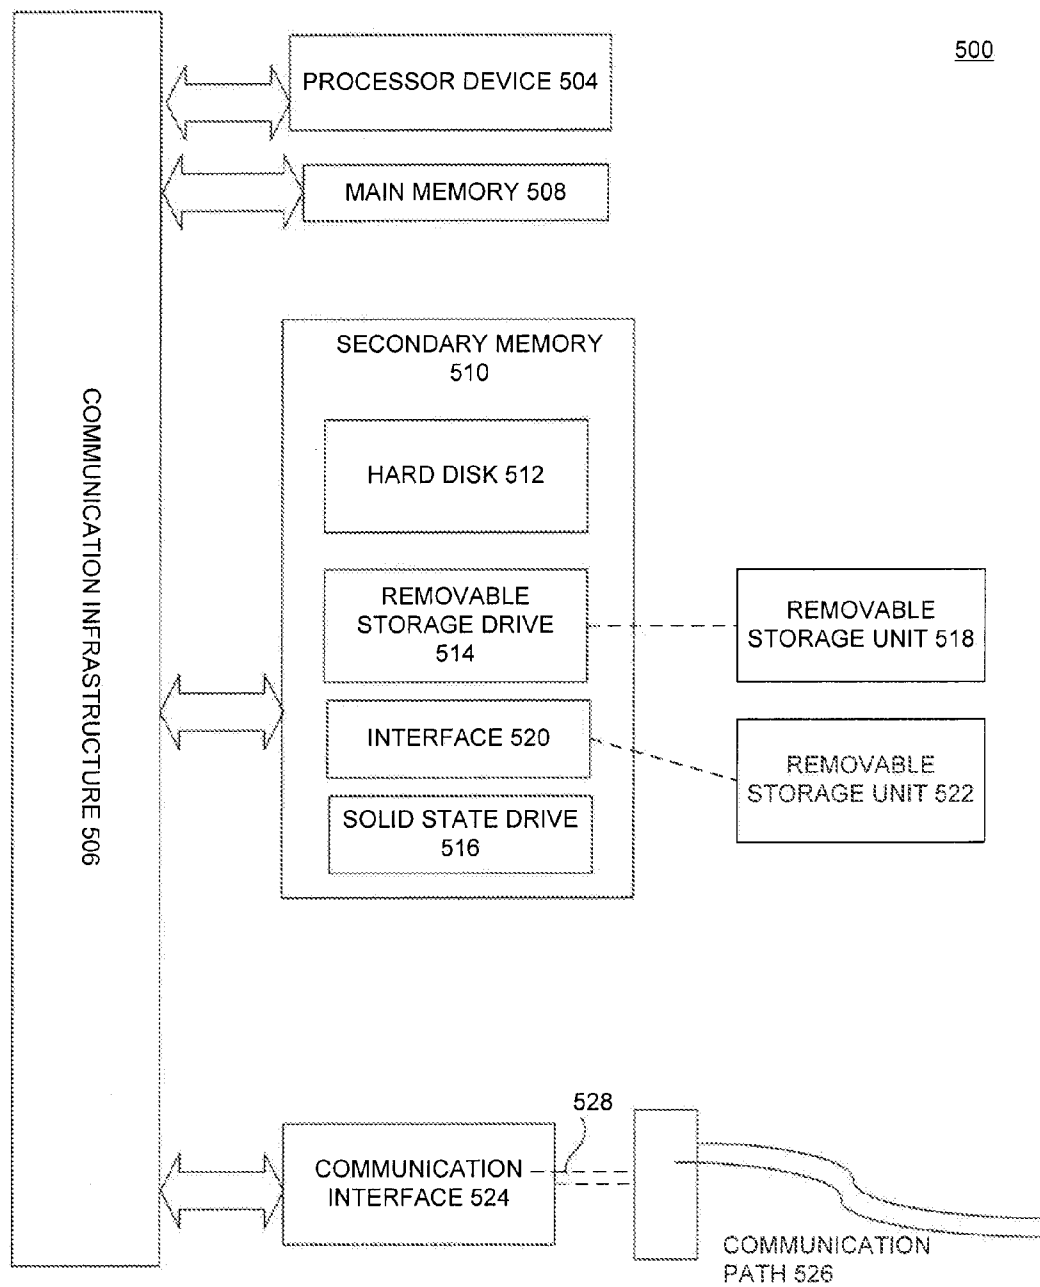 500
PROCESSOR DEVICE 504
MAIN MEMORY 508
COMMUNICATION INFRASTRUCTURE 506
SECONDARY MEMORY
510
HARD DISK 512
REMOVABLE
STORAGE DRIVE
514
REMOVABLE
STORAGE UNIT 518
INTERFACE 520
REMOVABLE
STORAGE UNIT 522
SOLID STATE DRIVE
516
528
COMMUNICATION
INTERFACE 524
COMMUNICATION
PATH 526